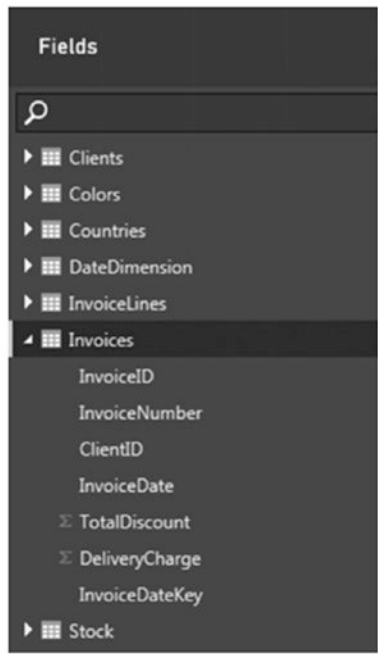 Fields
Clients
Colors
Countries
DateDimension
InvoiceLines
Invoices
InvoiceID
InvoiceNumber
ClientID
InvoiceDate
Σ TotalDiscount
Σ DeliveryCharge
InvoiceDateKey
Stock